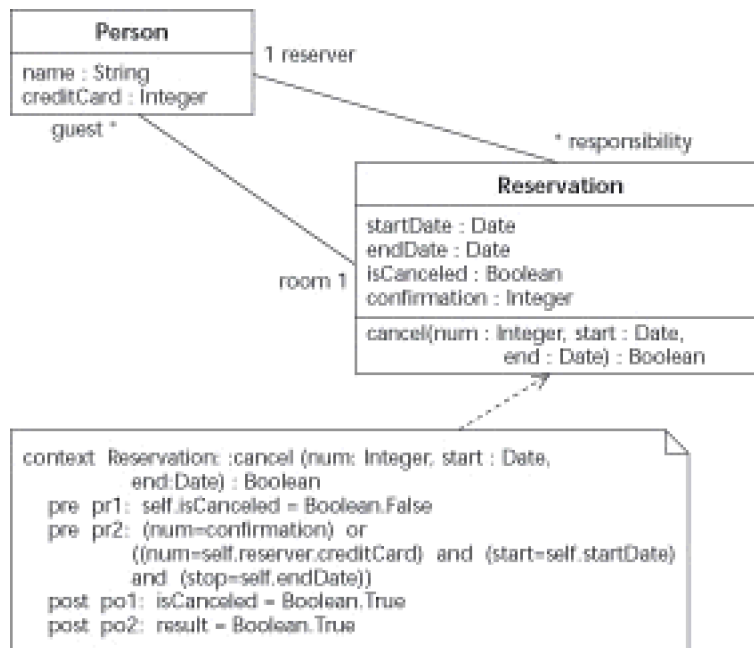 Person
name : String
creditCard : Integer
1 reserver
guest *
* responsibility
Reservation
startDate : Date
endDate : Date
isCanceled : Boolean
confirmation : Integer
room 1
cancel(num : Integer, start : Date,
end : Date) : Boolean
context Reservation: :cancel (num: Integer, start : Date,
end:Date) : Boolean
pre pr1: self.isCanceled = Boolean.False
pre pr2: (num=confirmation) or
((num=self.reserver.creditCard) and (start=self.startDate)
and (stop=self.endDate))
post po1: isCanceled = Boolean.True
post po2: result = Boolean.True